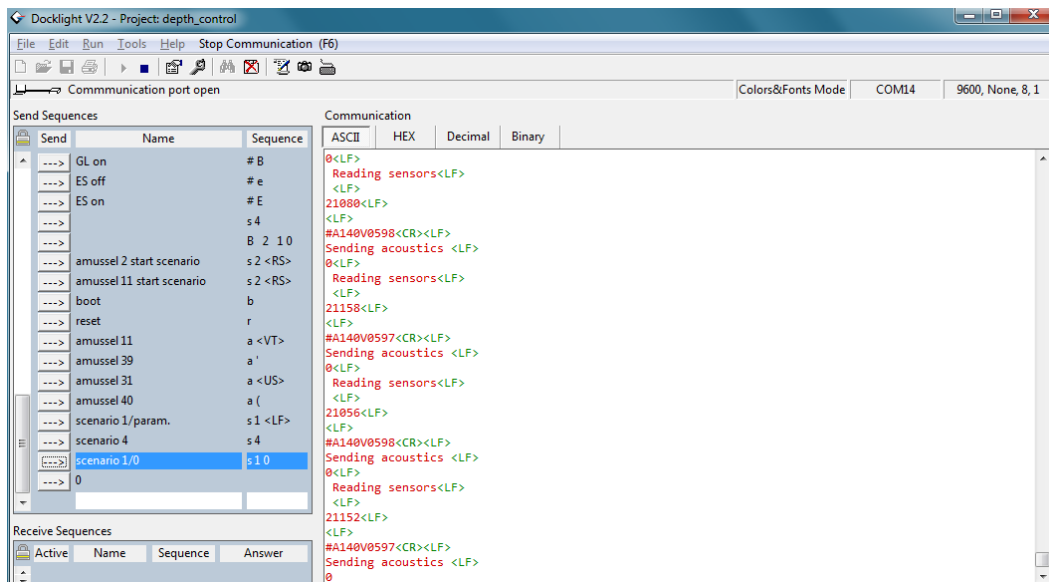 Docklight V2.2 - Project: depth_control
File Edit Run Tools Help Stop Communication (F6)
Commmunication port open
Colors&Fonts Mode COM14 9600, None, 8, 1
Send Sequences
Send Name Sequence
---> GL on # B
---> ES off # e
---> ES on # E
---> s 4
---> B 2 1 0
---> amussel 2 start scenario s 2 <RS>
---> amussel 11 start scenario s 2 <RS>
---> boot b
---> reset r
---> amussel 11 a <VT>
---> amussel 39 a '
---> amussel 31 a <US>
---> amussel 40 a (
---> scenario 1/param. s 1 <LF>
---> scenario 4 s 4
---> scenario 1/0 s 1 0
---> 0
Receive Sequences
Active Name Sequence Answer
Communication
ASCII HEX Decimal Binary
0<LF>
Reading sensors<LF>
<LF>
21080<LF>
<LF>
#A140V0598<CR><LF>
Sending acoustics <LF>
0<LF>
Reading sensors<LF>
<LF>
21158<LF>
<LF>
#A140V0597<CR><LF>
Sending acoustics <LF>
0<LF>
Reading sensors<LF>
<LF>
21056<LF>
<LF>
#A140V0598<CR><LF>
Sending acoustics <LF>
0<LF>
Reading sensors<LF>
<LF>
21152<LF>
<LF>
#A140V0597<CR><LF>
Sending acoustics <LF>
0